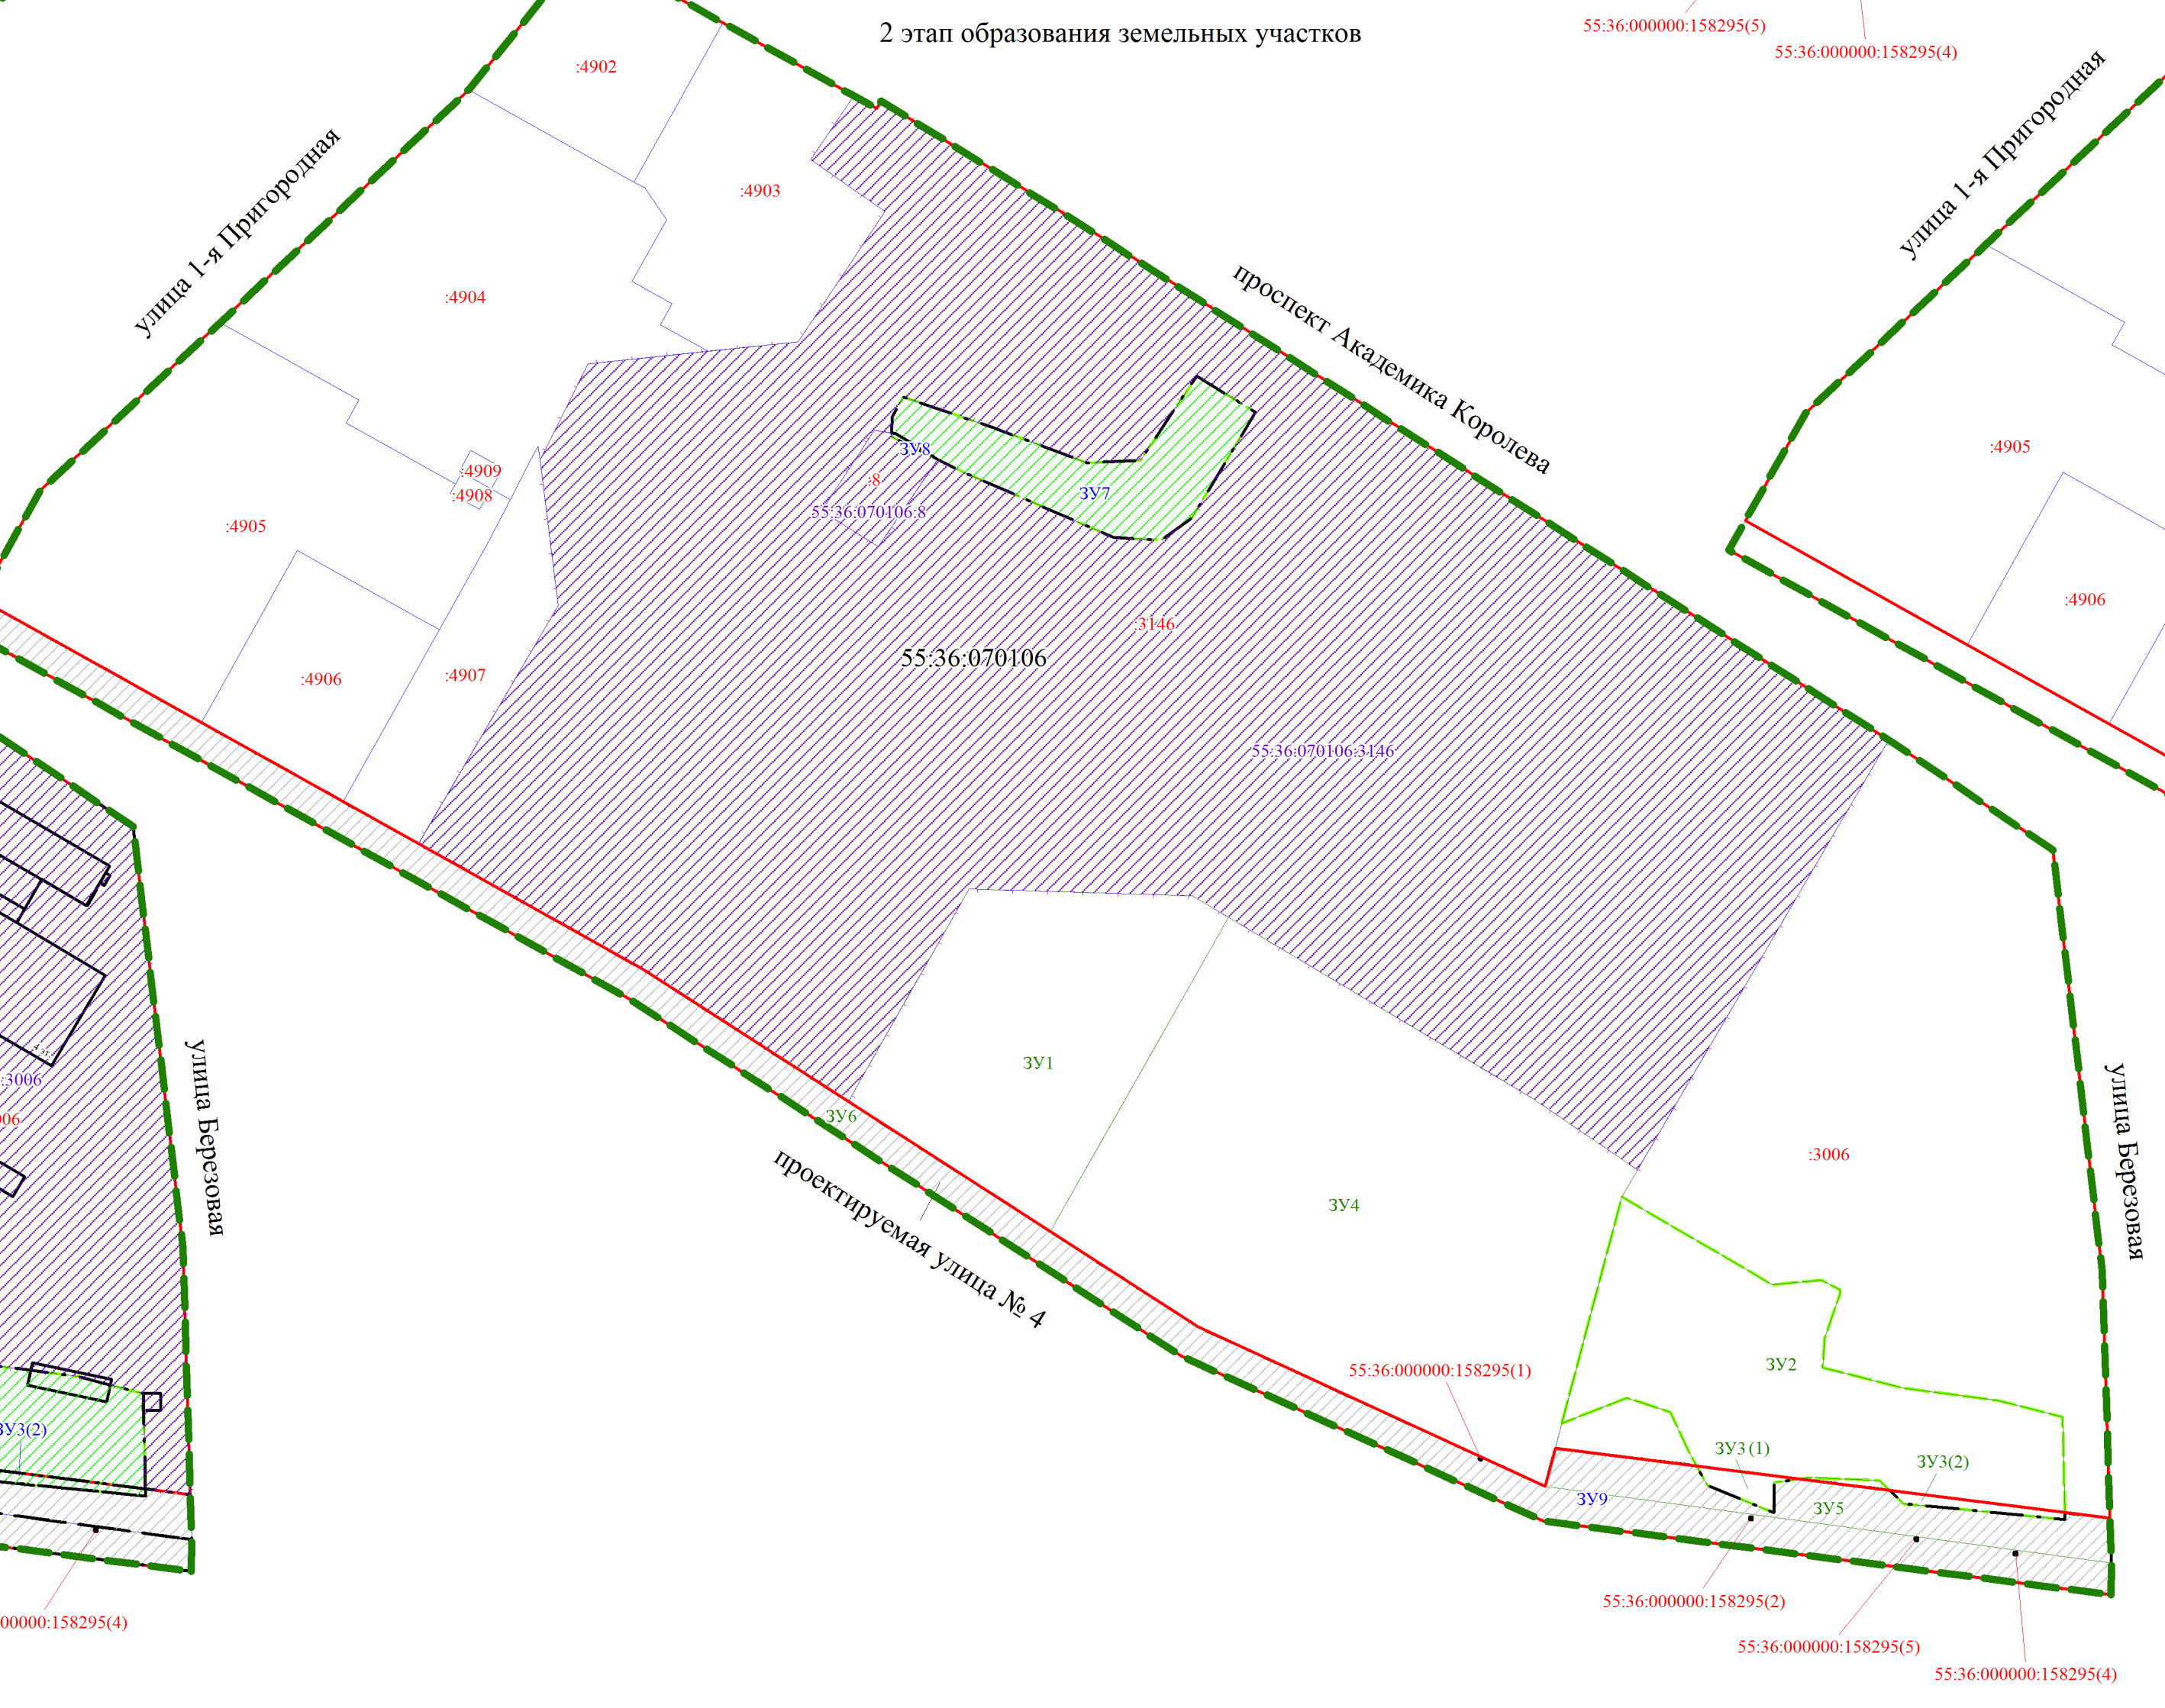 2 этап образования земельных участков
55:36:000000:158295(5)
55:36:000000:158295(4)
:4902
улица 1-я Пригородная
улица 1-я Пригородная
:4903
:4904
проспект Академика Королева
:4905
ЗУ8
:4909
:8
:4908
ЗУ7
55:36:070106:8
:4905
:4906
:3146
55:36:070106
:4907
:4906
55:36:070106:3146
улица Березовая
ЗУ1
:3006
06
ЗУ6
улица Березовая
:3006
проектируемая улица № 4
ЗУ4
ЗУ2
55:36:000000:158295(1)
ЗУ3(2)
ЗУ3(1)
ЗУ3(2)
ЗУ9
ЗУ5
55:36:000000:158295(2)
00000:158295(4)
55:36:000000:158295(5)
55:36:000000:158295(4)